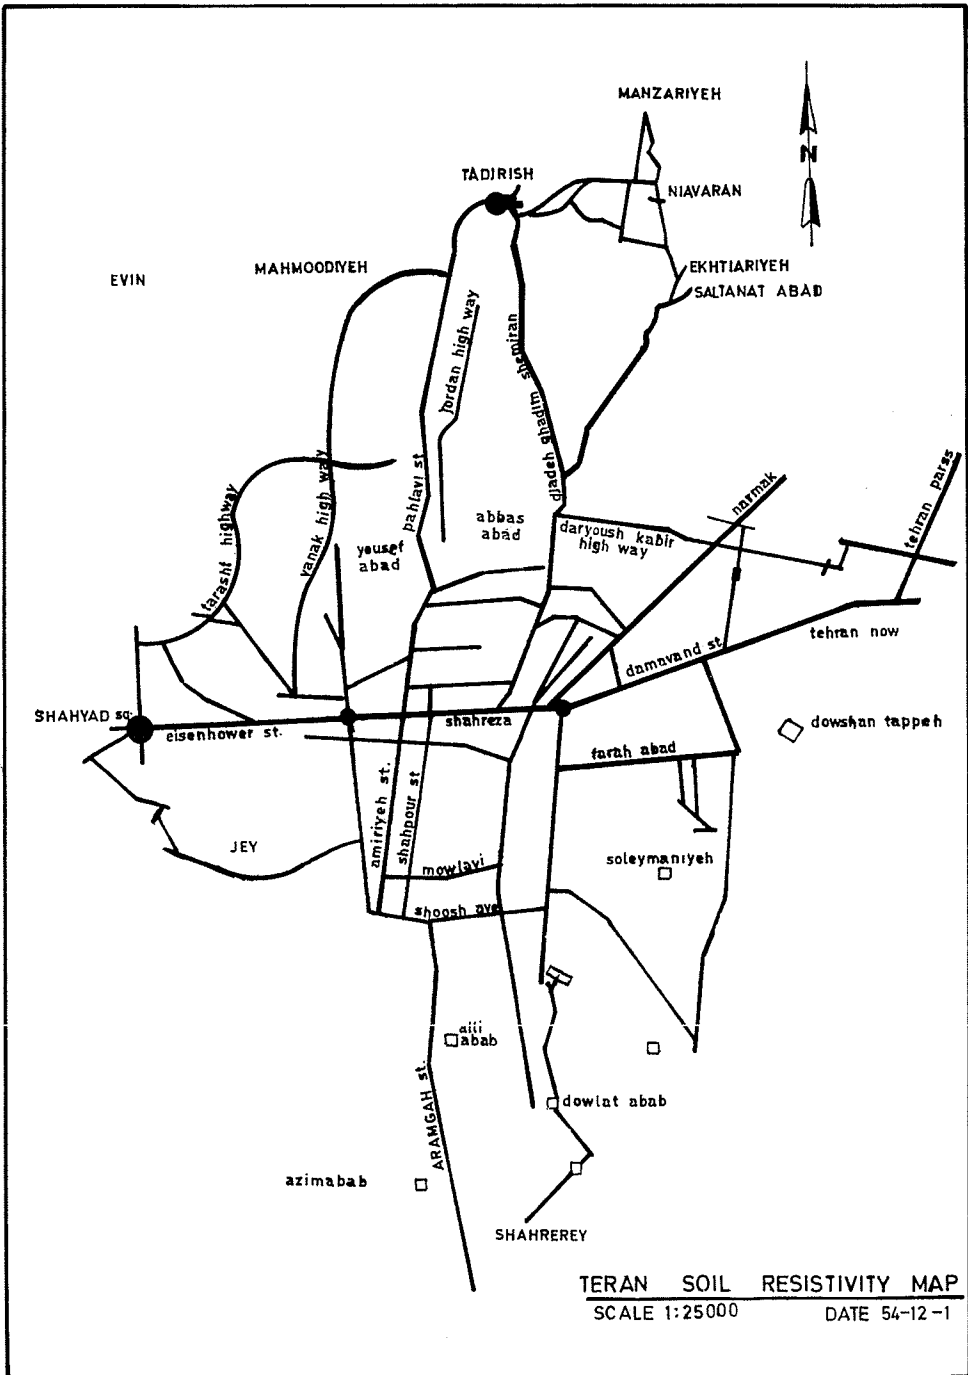 MANZARIYEH
N
TADJRISH
NIAVARAN
EVIN
MAHMOODIYEH
EKHTIARIYEH
SALTANAT ABAD
Jordan high way
djadeh ghadim shemiran
tarasht highway
vanak high way
pahlavi st
yousef
abad
abbas
abad
daryoush kabir
high way
narmak
tehran parss
tehran now
damavand st
SHAHYAD sq.
eisenhower st.
shahreza
dowshan tappeh
farah abad
amiriyeh st.
shahpour st
JEY
mowlavi
soleymaniyeh
shoosh ave
abab
dowlat abab
ARAMGAH st.
azimabab
SHAHREREY
TERAN SOIL RESISTIVITY MAP
SCALE 1:25000 DATE 54-12-1